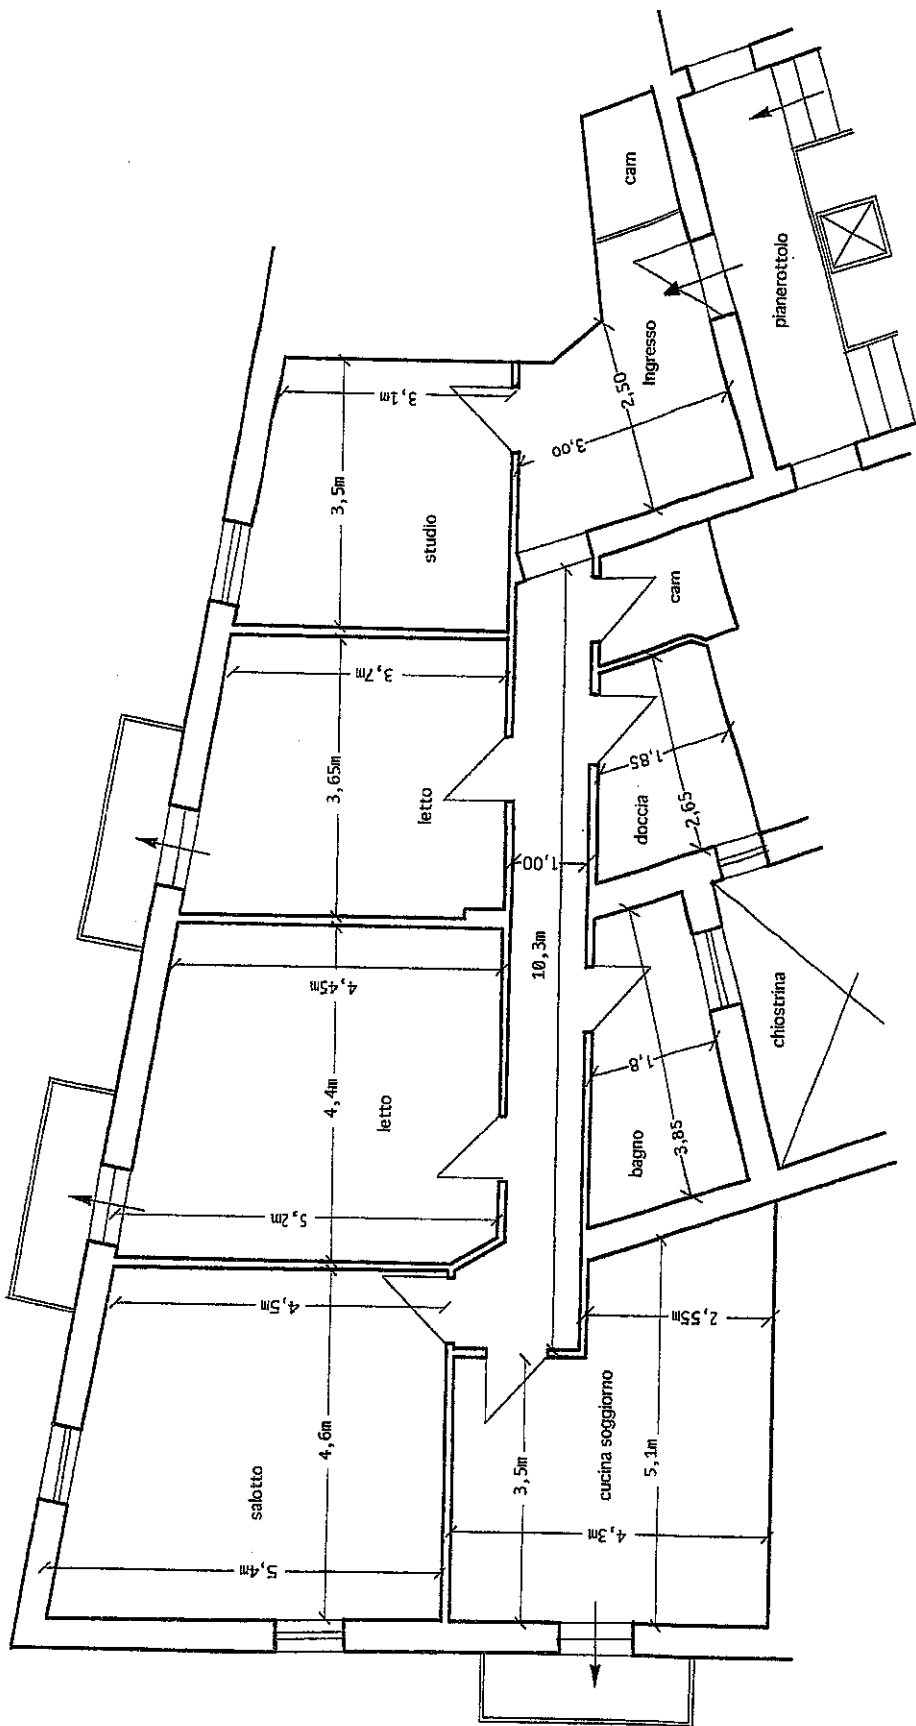 cam
pianerottolo
Ingresso
2,50
3,00
3,1m
3,5m
studio
cam
3,7m
3,65m
letto
1,85
2,65
doccia
1,00
10,3m
4,45m
4,4m
letto
5,2m
chiostrina
1,8
3,85
bagno
4,5m
4,6m
salotto
5,4m
2,55m
3,5m
5,1m
cucina soggiorno
4,3m